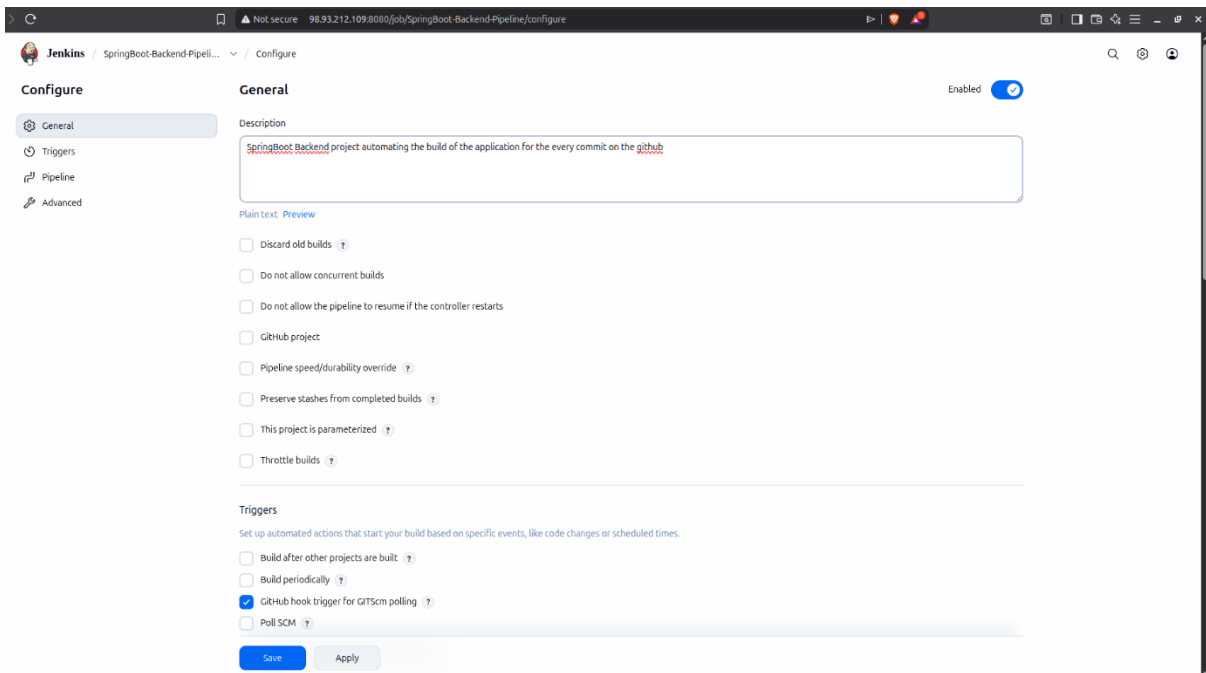 Not secure 98.93.212.109:8080/job/SpringBoot-Backend-Pipeline/configure
Jenkins / SpringBoot-Backend-Pipeli... / Configure
Configure
General
Triggers
Pipeline
Advanced
General
Enabled
Description
SpringBoot Backend project automating the build of the application for the every commit on the github
Plain text Preview
Discard old builds ?
Do not allow concurrent builds
Do not allow the pipeline to resume if the controller restarts
GitHub project
Pipeline speed/durability override ?
Preserve stashes from completed builds ?
This project is parameterized ?
Throttle builds ?
Triggers
Set up automated actions that start your build based on specific events, like code changes or scheduled times.
Build after other projects are built ?
Build periodically ?
GitHub hook trigger for GITScm polling ?
Poll SCM ?
Save Apply